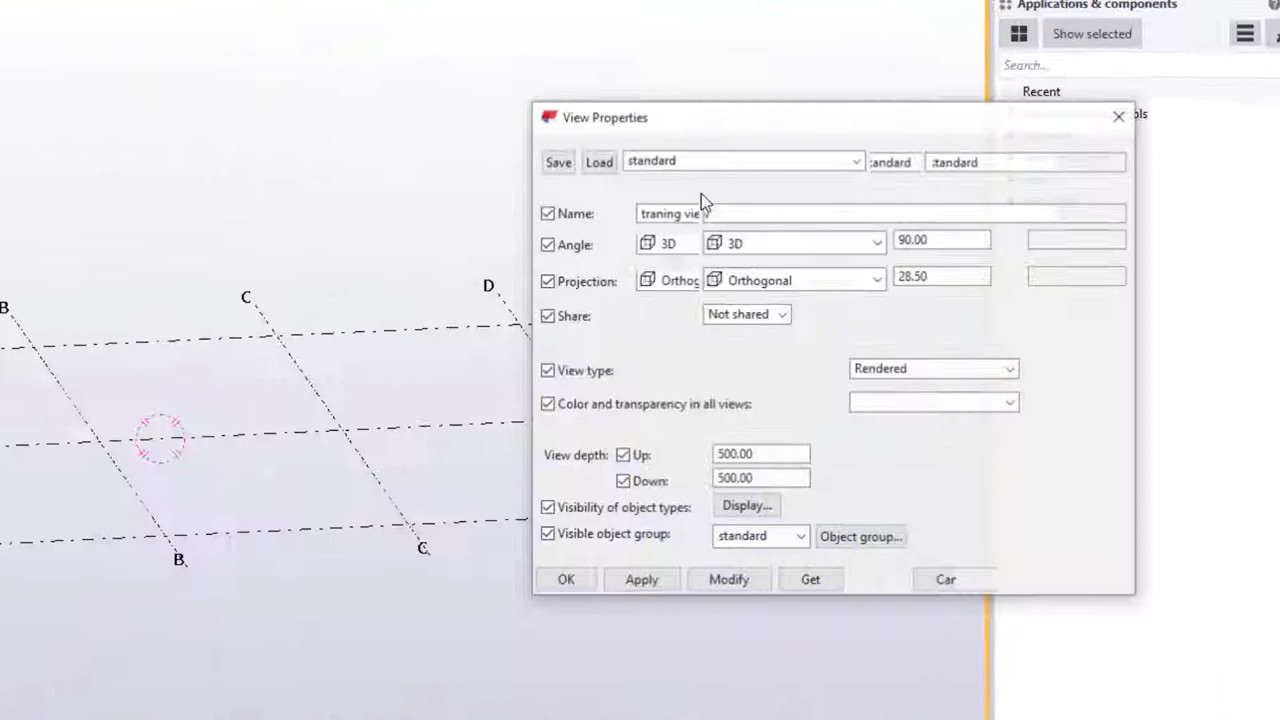 Applications & components
Show selected
Search...
Recent
View Properties
Save Load standard standard
Name: traning vie
Angle: 3D 3D 90.00
Projection: Orthog Orthogonal 28.50
Share: Not shared
View type: Rendered
Color and transparency in all views:
View depth: Up: 500.00
Down: 500.00
Visibility of object types: Display...
Visible object group: standard Object group...
OK Apply Modify Get Car
B
C
D
B
C